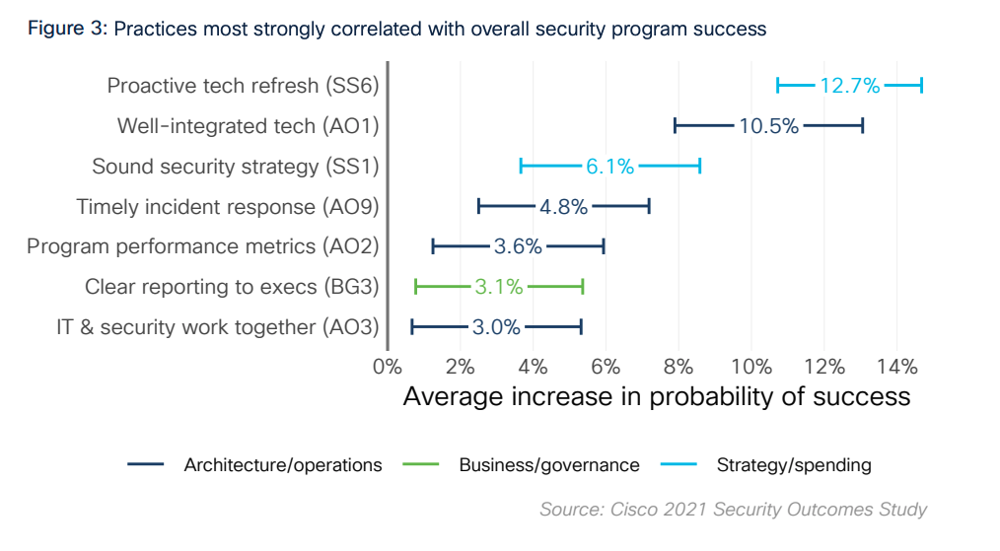 Figure 3: Practices most strongly correlated with overall security program success
Proactive tech refresh (SS6) 12.7%
Well-integrated tech (AO1) 10.5%
Sound security strategy (SS1) 6.1%
Timely incident response (AO9) 4.8%
Program performance metrics (AO2) 3.6%
Clear reporting to execs (BG3) 3.1%
IT & security work together (AO3) 3.0%
0% 2% 4% 6% 8% 10% 12% 14%
Average increase in probability of success
Architecture/operations Business/governance Strategy/spending
Source: Cisco 2021 Security Outcomes Study